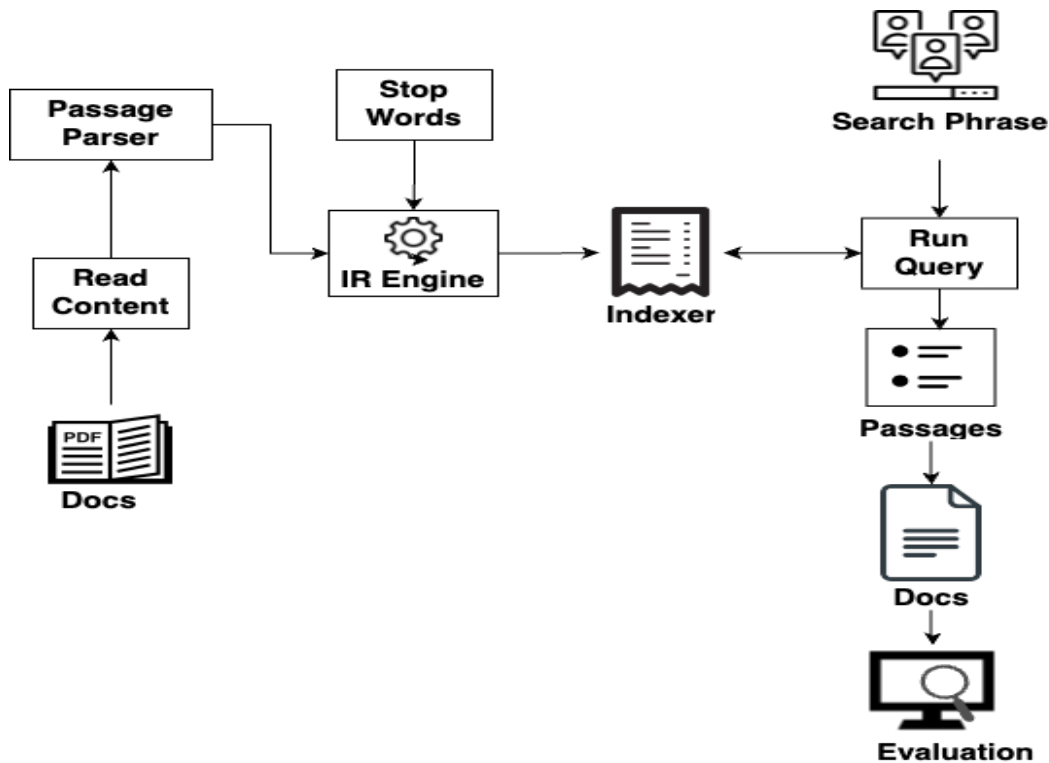 Search Phrase
Stop
Words
Passage
Parser
IR Engine
Run
Query
Read
Content
Indexer
Passages
PDF
Docs
Docs
Evaluation